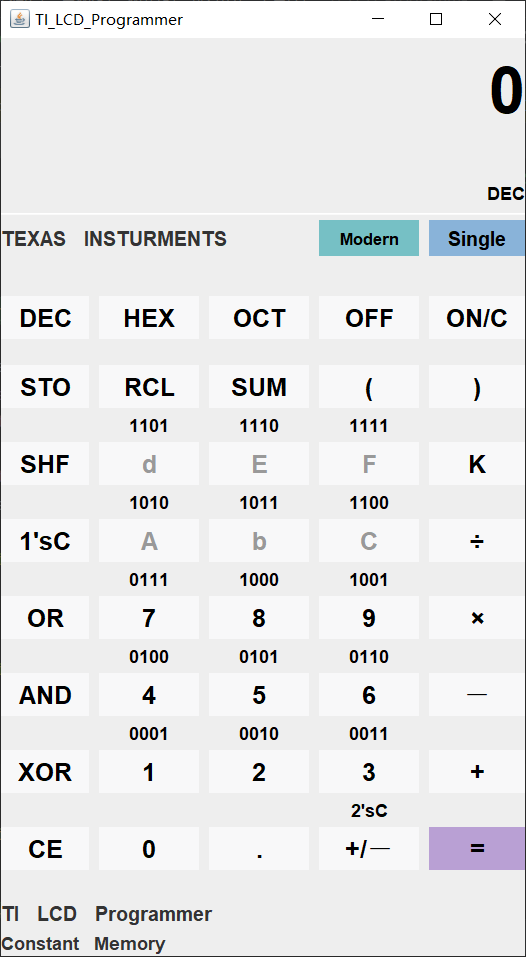 TI_LCD_Programmer
0
DEC
TEXAS INSTURMENTS Modern Single
DEC HEX OCT OFF ON/C
STO RCL SUM ( )
1101 1110 1111
SHF d E F K
1010 1011 1100
1'sC A b C ÷
0111 1000 1001
OR 7 8 9 ×
0100 0101 0110
AND 4 5 6 —
0001 0010 0011
XOR 1 2 3 +
2'sC
CE 0 . +/— =
TI LCD Programmer
Constant Memory